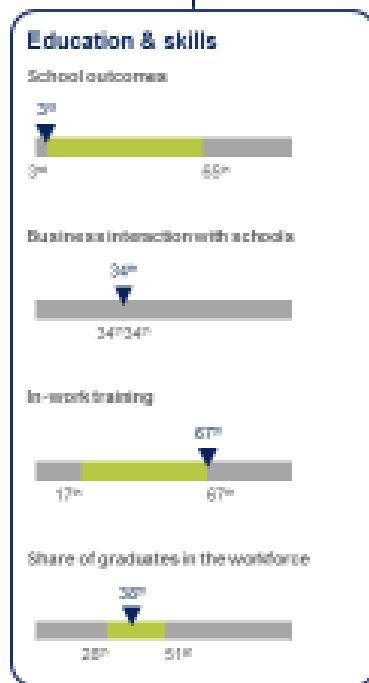 Education & skills
School outcomes
3rd
3rd 65th
Business interaction with schools
34th
34th 34th
In-work training
67th
17th 67th
Share of graduates in the workforce
38th
28th 51st